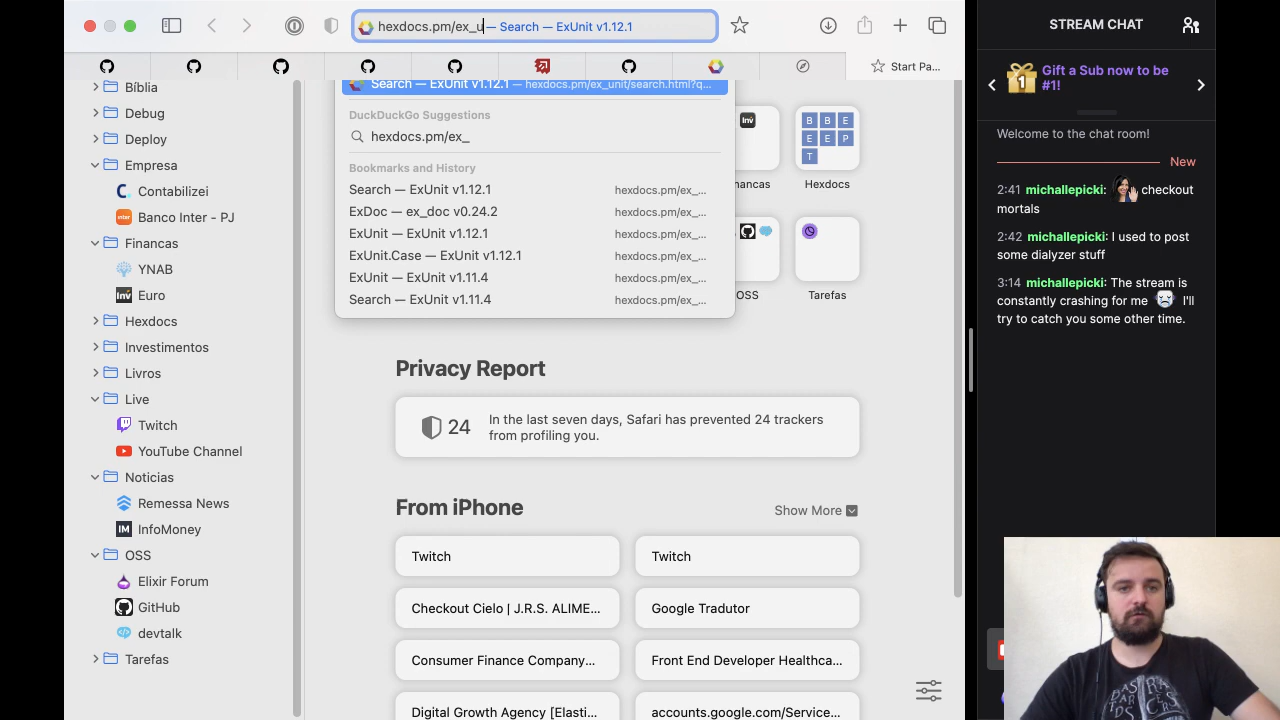 hexdocs.pm/ex_u — Search — ExUnit v1.12.1
Start Pa...
Bíblia
Debug
Deploy
Empresa
Contabilizei
Banco Inter - PJ
Financas
YNAB
Euro
Hexdocs
Investimentos
Livros
Live
Twitch
YouTube Channel
Noticias
Remessa News
InfoMoney
OSS
Elixir Forum
GitHub
devtalk
Tarefas
Search — ExUnit v1.12.1 — hexdocs.pm/ex_unit/search.html?q...
DuckDuckGo Suggestions
hexdocs.pm/ex_
Bookmarks and History
Search — ExUnit v1.12.1 hexdocs.pm/ex_...
ExDoc — ex_doc v0.24.2 hexdocs.pm/ex_...
ExUnit — ExUnit v1.12.1 hexdocs.pm/ex_...
ExUnit.Case — ExUnit v1.12.1 hexdocs.pm/ex_...
ExUnit — ExUnit v1.11.4 hexdocs.pm/ex_...
Search — ExUnit v1.11.4 hexdocs.pm/ex_...
Inv
B B E
E E P
T
nancas
Hexdocs
OSS
Tarefas
Privacy Report
24
In the last seven days, Safari has prevented 24 trackers
from profiling you.
From iPhone
Show More
Twitch
Twitch
Checkout Cielo | J.R.S. ALIME...
Google Tradutor
Consumer Finance Company...
Front End Developer Healthca...
Digital Growth Agency [Elasti...
accounts.google.com/Service...
STREAM CHAT
1
Gift a Sub now to be
#1!
Welcome to the chat room!
New
2:41 michallepicki: checkout
mortals
2:42 michallepicki: I used to post
some dialyzer stuff
3:14 michallepicki: The stream is
constantly crashing for me I'll
try to catch you some other time.